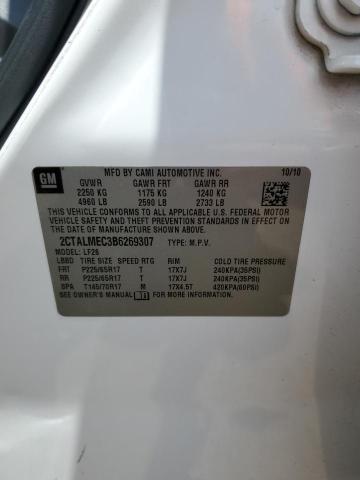 GM
MFD BY CAMI AUTOMOTIVE INC.
10/10
GVWR GAWR FRT GAWR RR
2250 KG 1175 KG 1240 KG
4960 LB 2590 LB 2733 LB
THIS VEHICLE CONFORMS TO ALL APPLICABLE U.S. FEDERAL MOTOR
VEHICLE SAFETY, BUMPER, AND THEFT PREVENTION STANDARDS IN
EFFECT ON THE DATE OF MANUFACTURE SHOWN ABOVE.
2CTALMEC3B6269307 TYPE: M.P.V.
MODEL: LF26
LBBD TIRE SIZE SPEED RTG RIM COLD TIRE PRESSURE
FRT P225/65R17 T 17X7J 240KPA(35PSI)
RR P225/65R17 T 17X7J 240KPA(35PSI)
SPA T145/70R17 M 17X4.5T 420KPA(60PSI)
SEE OWNER'S MANUAL FOR MORE INFORMATION.